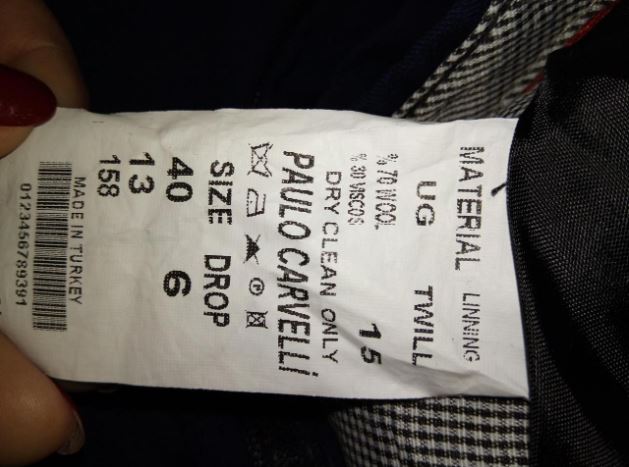 MATERIAL LINNING
UG TWILL
% 70 WOOL
% 30 VISCOS 15
DRY CLEAN ONLY
PAULO CARVELLi
SIZE DROP
40 6
13
158
MADE IN TURKEY
0123456789391